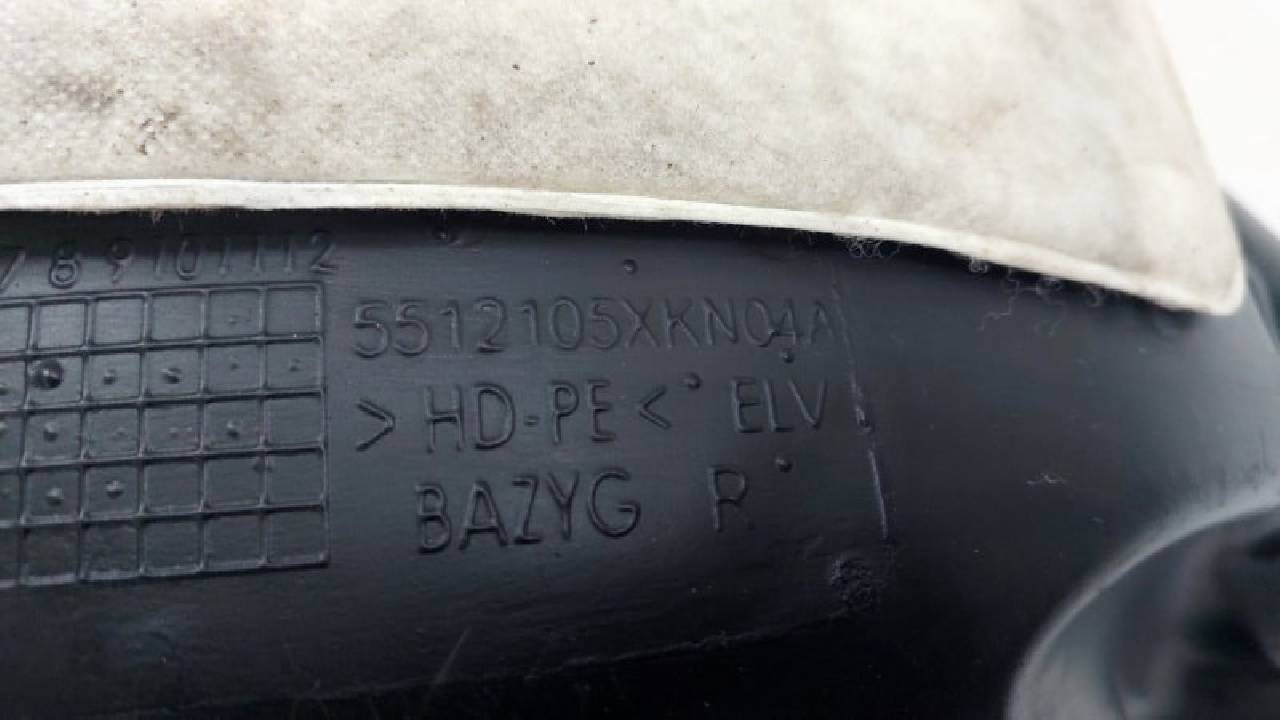 7 8 9 10 11 12
5512105XKN04A
>HD-PE< ELV
BAZYG R